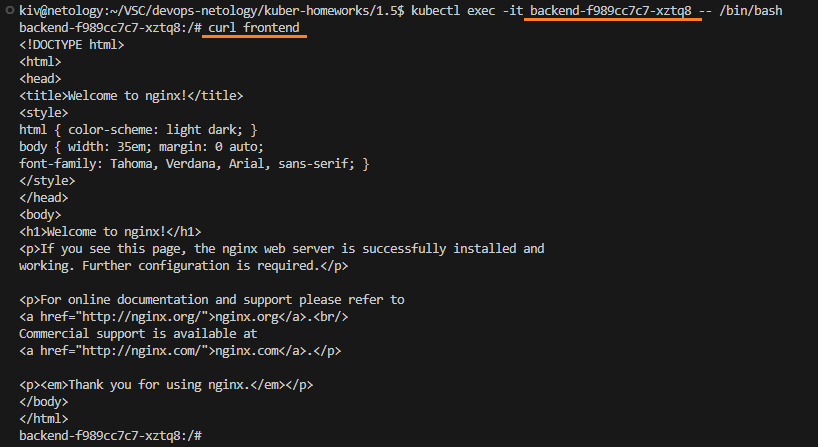 kiv@netology:~/VSC/devops-netology/kuber-homeworks/1.5$ kubectl exec -it backend-f989cc7c7-xztq8 -- /bin/bash
backend-f989cc7c7-xztq8:/# curl frontend
<!DOCTYPE html>
<html>
<head>
<title>Welcome to nginx!</title>
<style>
html { color-scheme: light dark; }
body { width: 35em; margin: 0 auto;
font-family: Tahoma, Verdana, Arial, sans-serif; }
</style>
</head>
<body>
<h1>Welcome to nginx!</h1>
<p>If you see this page, the nginx web server is successfully installed and
working. Further configuration is required.</p>

<p>For online documentation and support please refer to
<a href="http://nginx.org/">nginx.org</a>.<br/>
Commercial support is available at
<a href="http://nginx.com/">nginx.com</a>.</p>

<p><em>Thank you for using nginx.</em></p>
</body>
</html>
backend-f989cc7c7-xztq8:/#